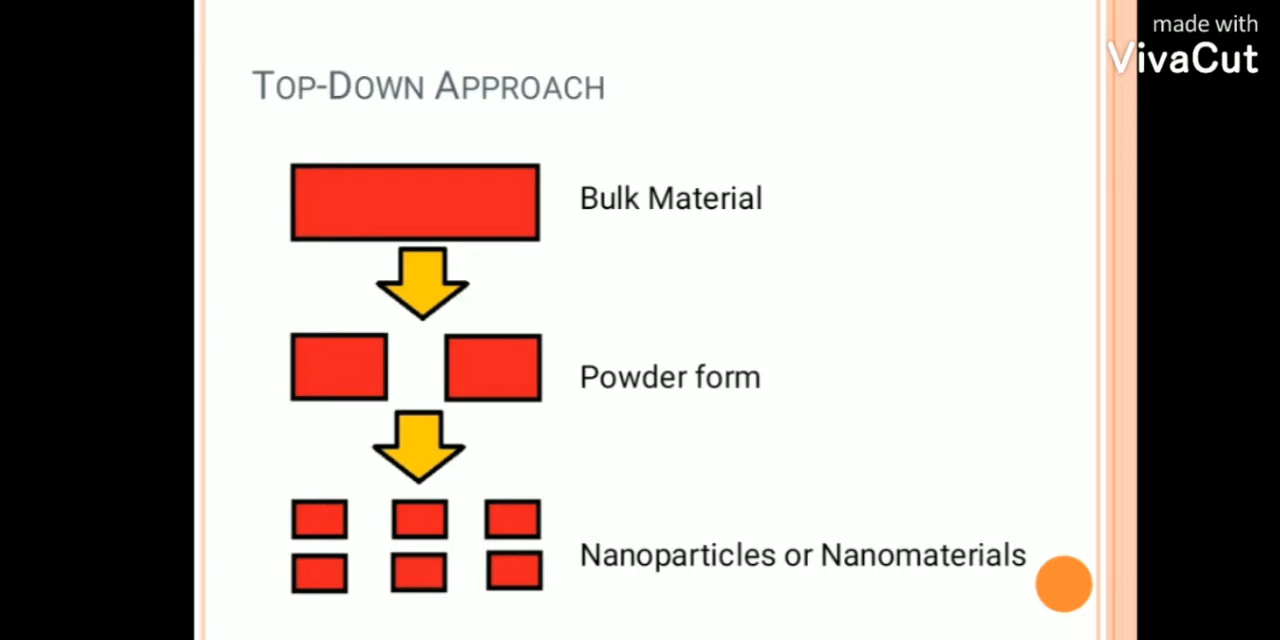 made with
VivaCut
TOP-DOWN APPROACH
Bulk Material
Powder form
Nanoparticles or Nanomaterials